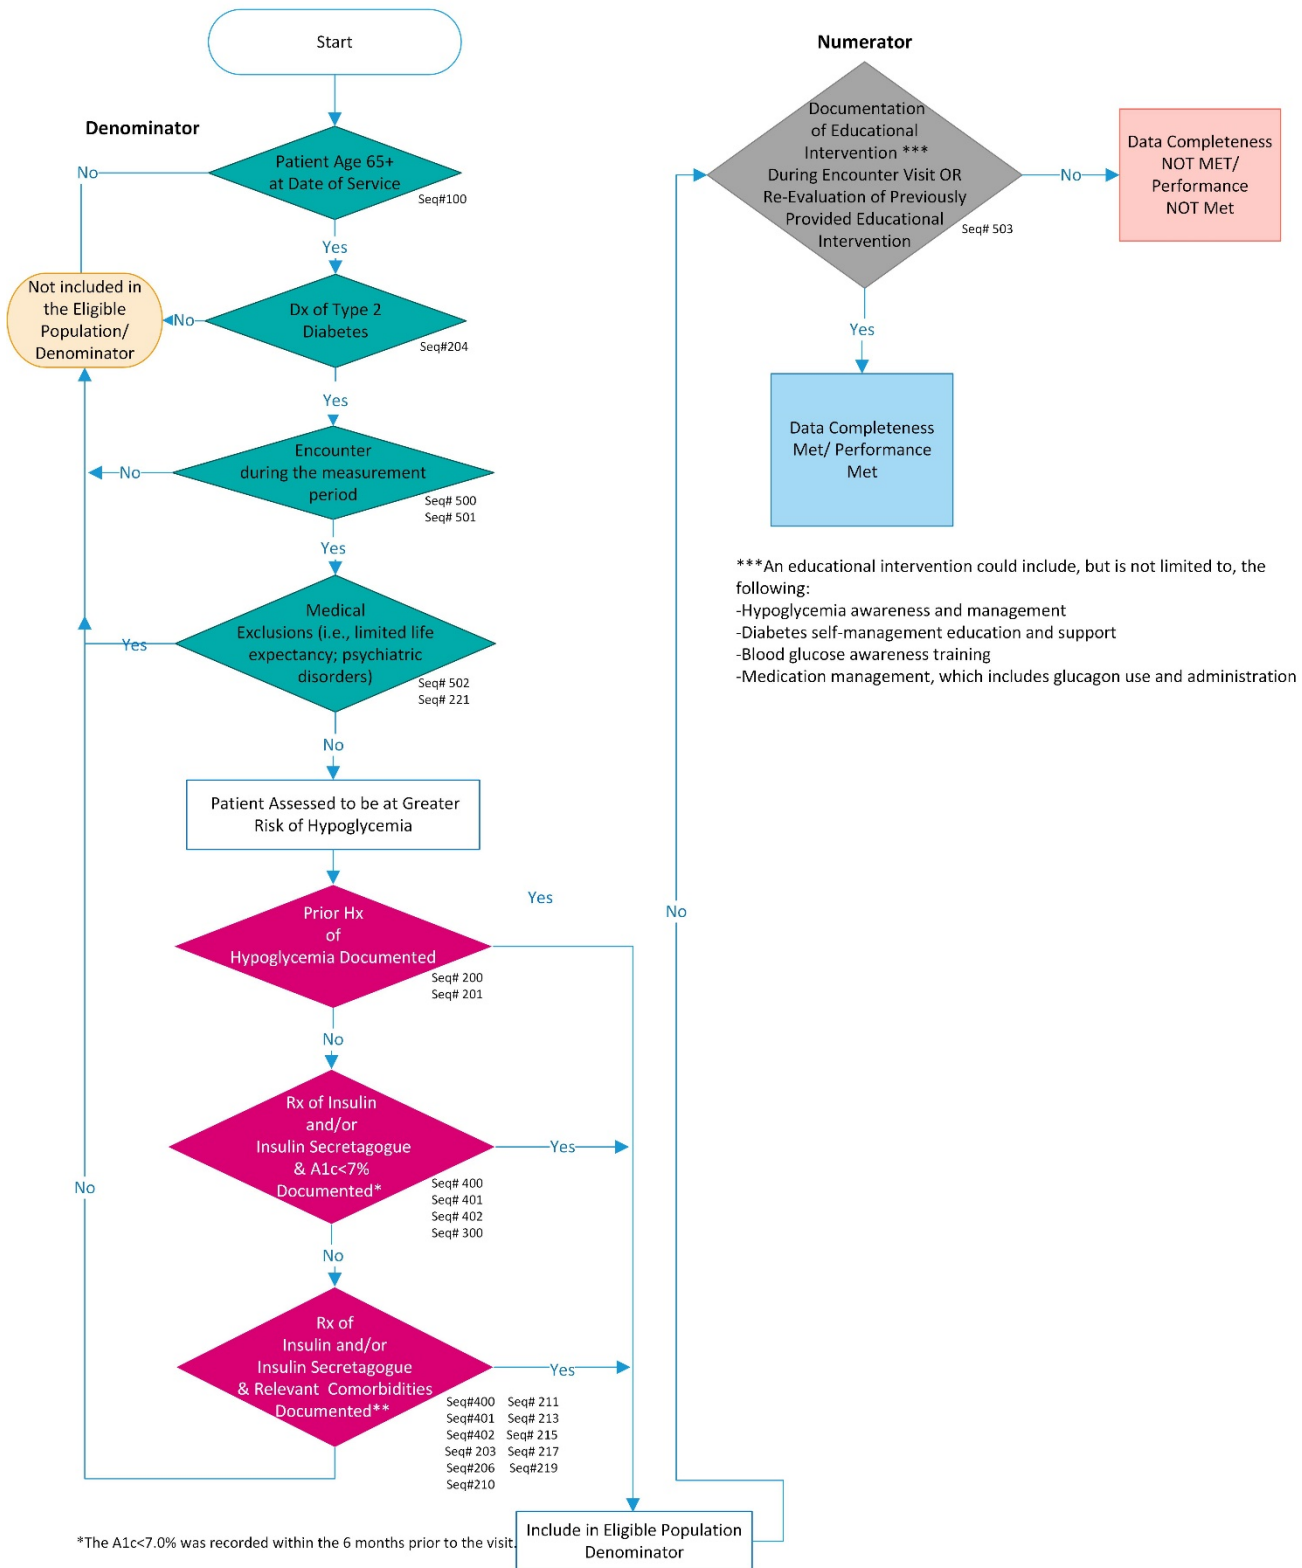 Start
Denominator
Patient Age 65+
at Date of Service
Seq#100
No
Yes
Not included in
the Eligible
Population/
Denominator
No
Dx of Type 2
Diabetes
Seq#204
Yes
Encounter
during the measurement
period
Seq# 500
Seq# 501
No
Yes
Medical
Exclusions (i.e., limited life
expectancy; psychiatric
disorders)
Seq# 502
Seq# 221
Yes
No
Patient Assessed to be at Greater
Risk of Hypoglycemia
Prior Hx
of
Hypoglycemia Documented
Seq# 200
Seq# 201
Yes
No
Rx of Insulin
and/or
Insulin Secretagogue
& A1c<7%
Documented*
Seq# 400
Seq# 401
Seq# 402
Seq# 300
Yes
No
No
Rx of
Insulin and/or
Insulin Secretagogue
& Relevant Comorbidities
Documented**
Yes
Seq#400 Seq# 211
Seq#401 Seq# 213
Seq#402 Seq# 215
Seq# 203 Seq# 217
Seq#206 Seq#219
Seq#210
*The A1c<7.0% was recorded within the 6 months prior to the visit.
Include in Eligible Population
Denominator
No
Numerator
Documentation
of Educational
Intervention ***
During Encounter Visit OR
Re-Evaluation of Previously
Provided Educational
Intervention
Seq# 503
No
Data Completeness
NOT MET/
Performance
NOT Met
Yes
Data Completeness
Met/ Performance
Met
***An educational intervention could include, but is not limited to, the
following:
-Hypoglycemia awareness and management
-Diabetes self-management education and support
-Blood glucose awareness training
-Medication management, which includes glucagon use and administration